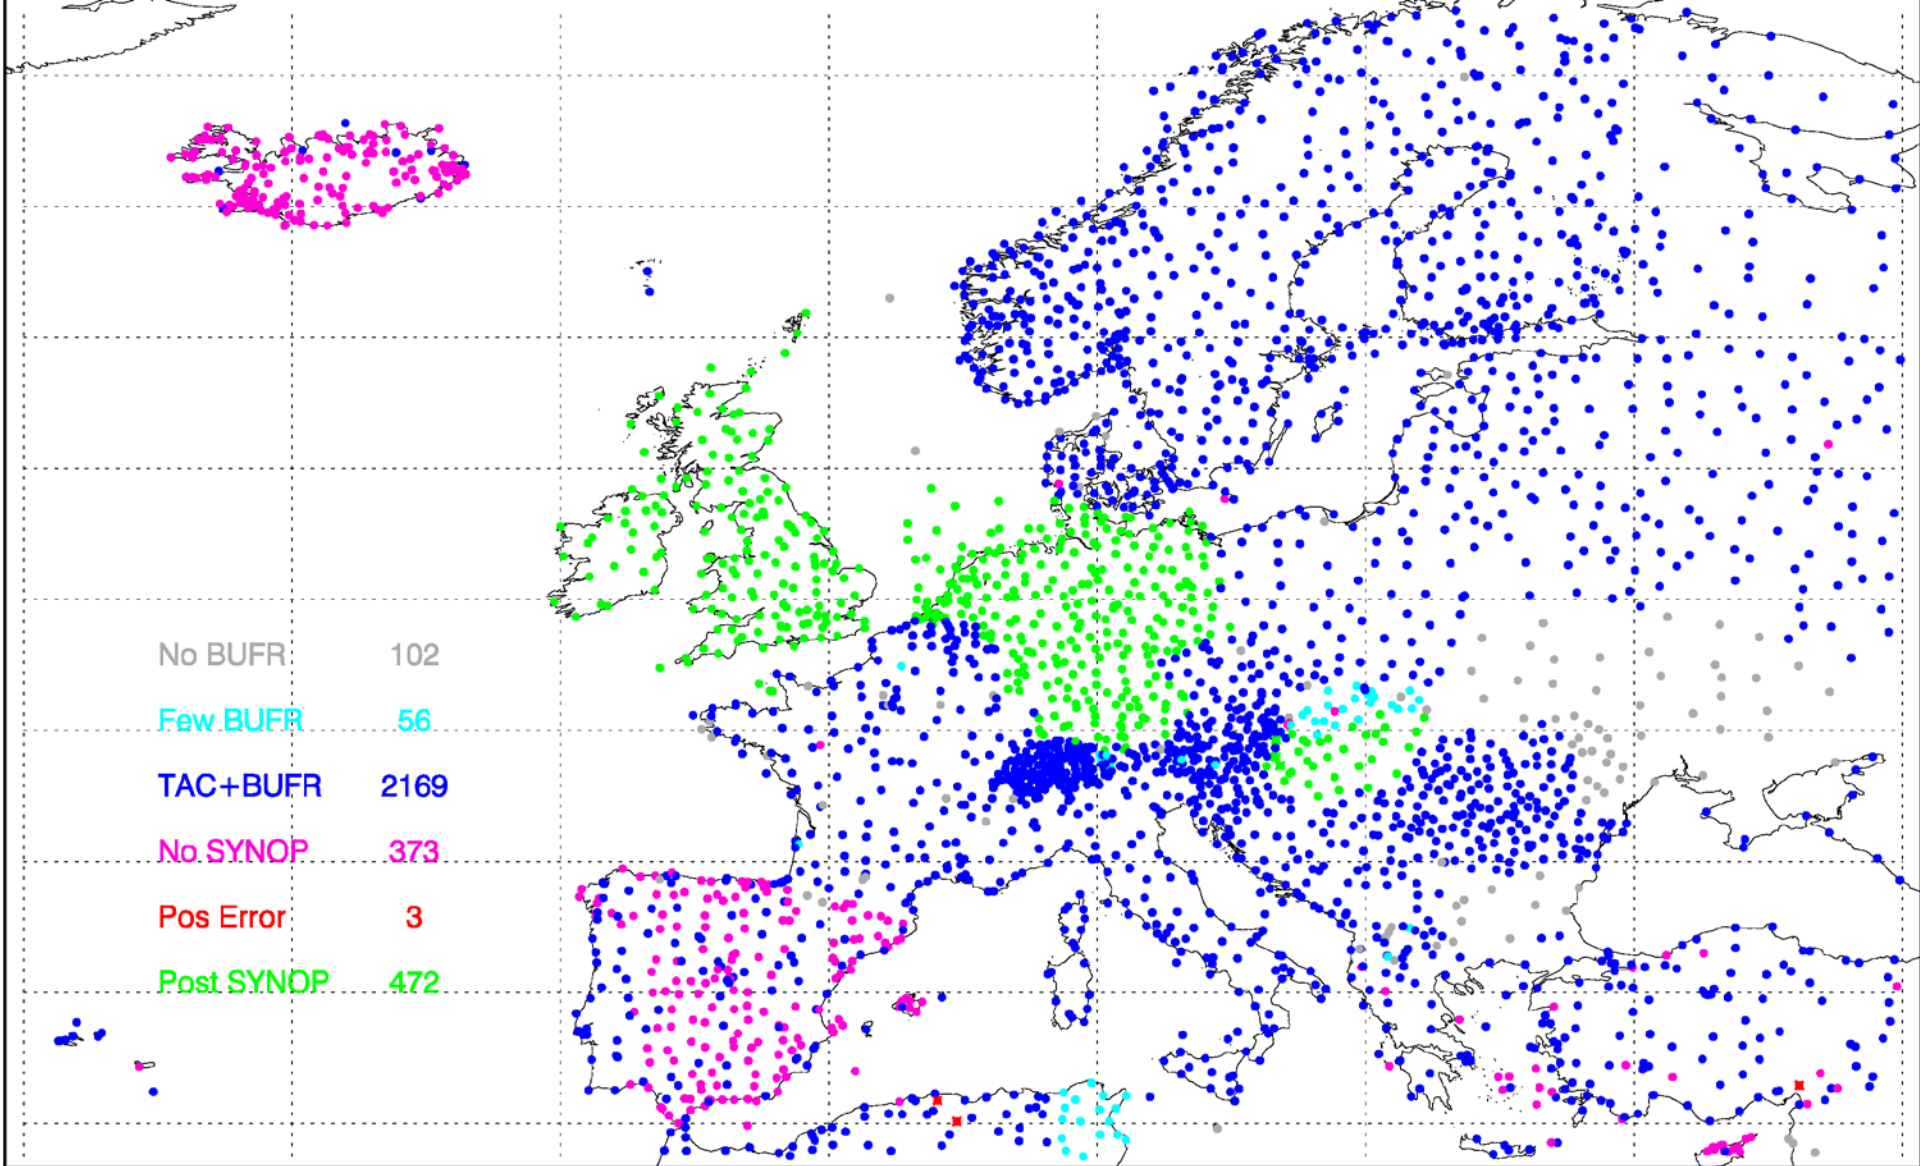 No BUFR 102
Few BUFR 56
TAC+BUFR 2169
No SYNOP 373
Pos Error 3
Post SYNOP 472